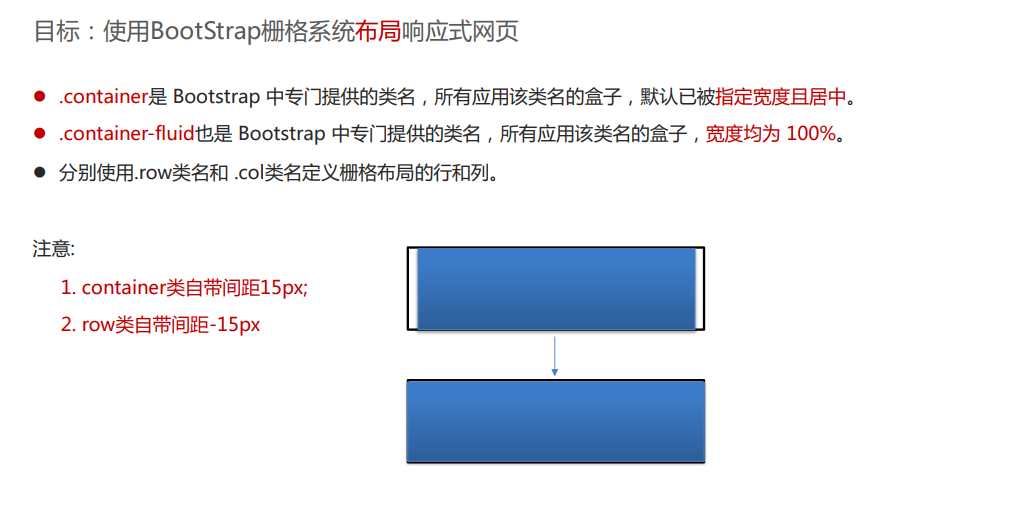 目标：使用BootStrap栅格系统布局响应式网页
.container是 Bootstrap 中专门提供的类名，所有应用该类名的盒子，默认已被指定宽度且居中。
.container-fluid也是 Bootstrap 中专门提供的类名，所有应用该类名的盒子，宽度均为 100%。
分别使用.row类名和 .col类名定义栅格布局的行和列。
注意:
1. container类自带间距15px;
2. row类自带间距-15px